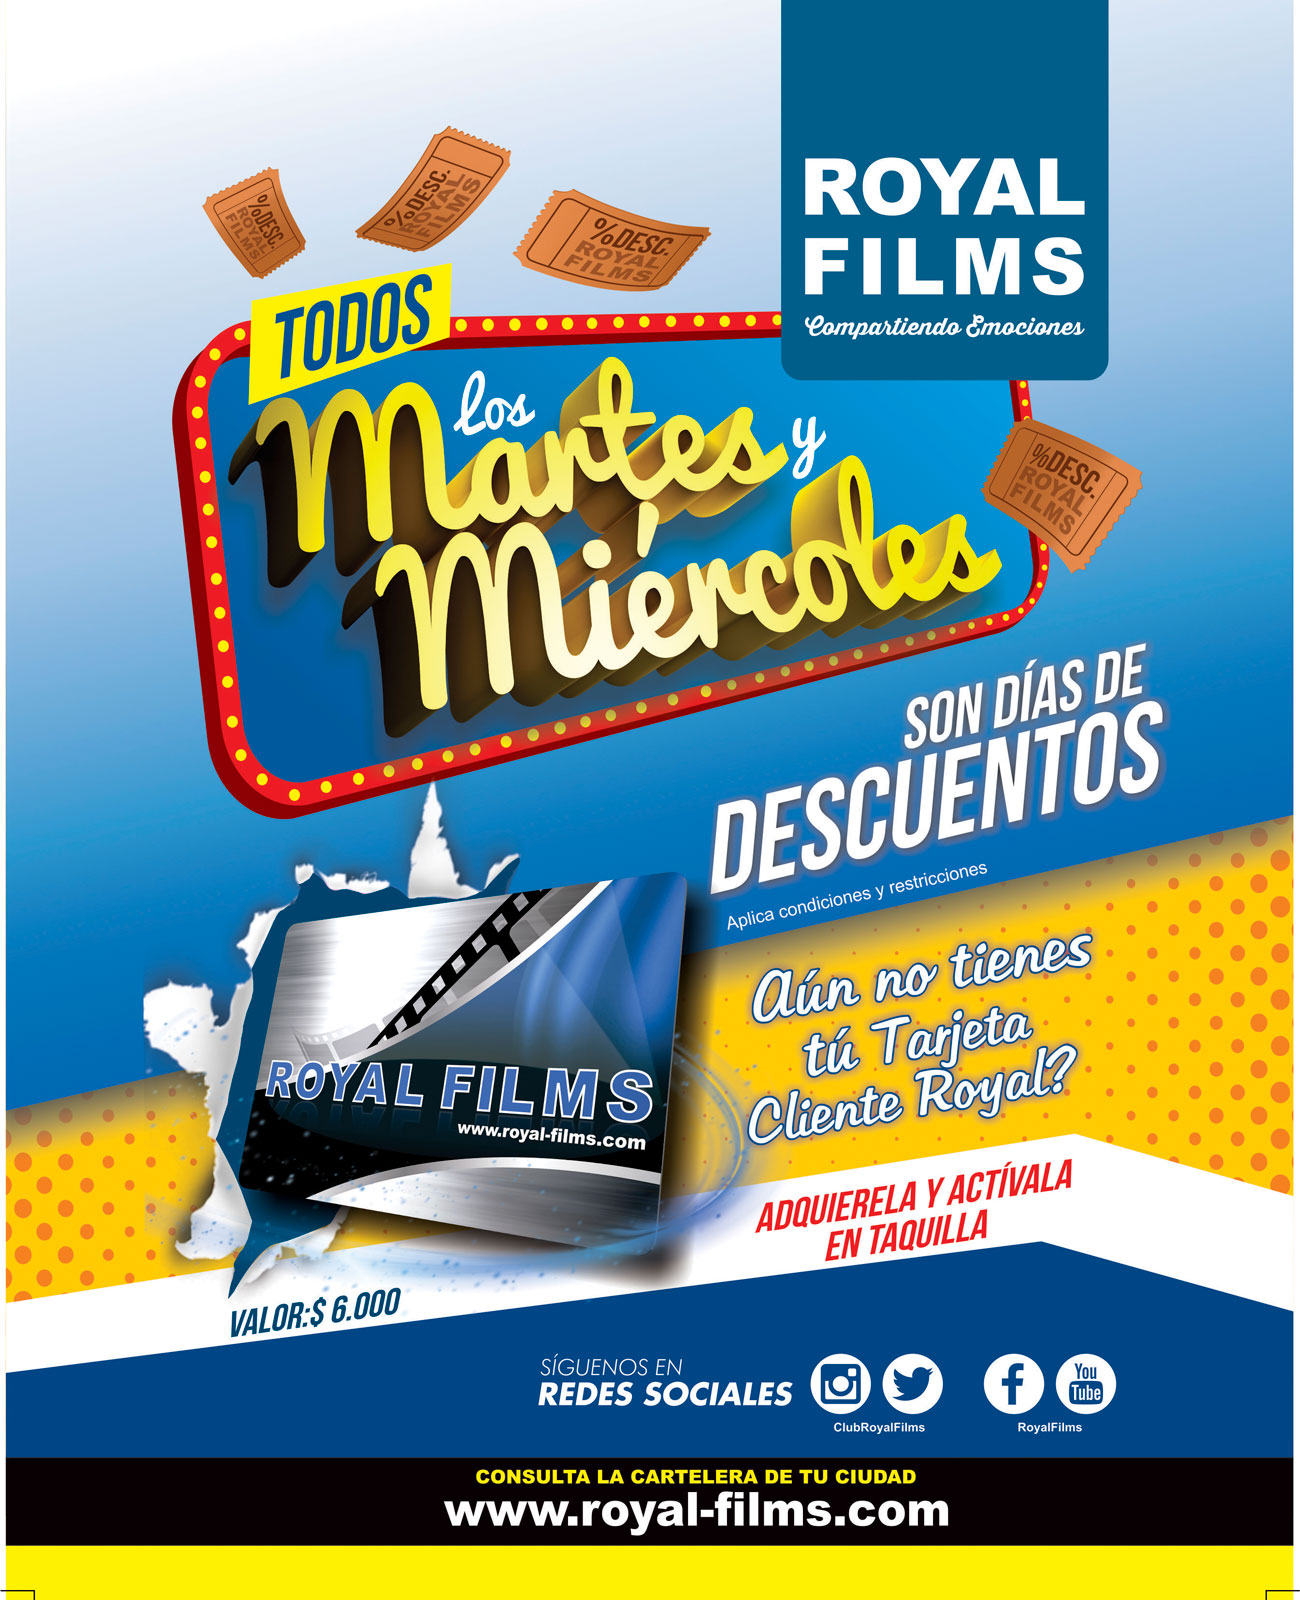 %DESC.
ROYAL
FILMS
%DESC.
ROYAL
FILMS
%DESC.
ROYAL
FILMS
ROYAL
FILMS
Compartiendo Emociones
TODOS
los
Martes y
Miércoles
%DESC.
ROYAL
FILMS
SON DÍAS DE
DESCUENTOS
Aplica condiciones y restricciones
ROYAL FILMS
www.royal-films.com
Aún no tienes
tú Tarjeta
Cliente Royal?
ADQUIERELA Y ACTÍVALA
EN TAQUILLA
VALOR:$ 6.000
SÍGUENOS EN
REDES SOCIALES
You
Tube
ClubRoyalFilms
RoyalFilms
CONSULTA LA CARTELERA DE TU CIUDAD
www.royal-films.com